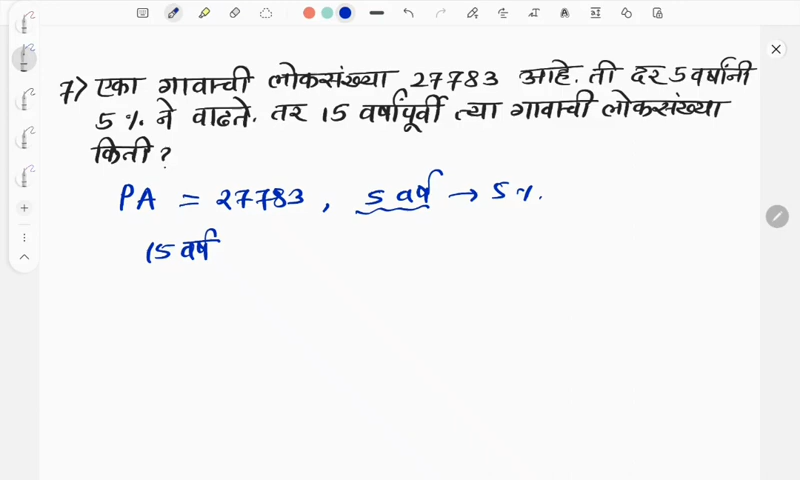 7) एका गावाची लोकसंख्या 27783 आहे. ती दर 5 वर्षांनी
5 % ने वाढते. तर 15 वर्षांपूर्वी त्या गावाची लोकसंख्या
किती ?
PA = 27783 , 5 वर्ष → 5 %.
15 वर्ष